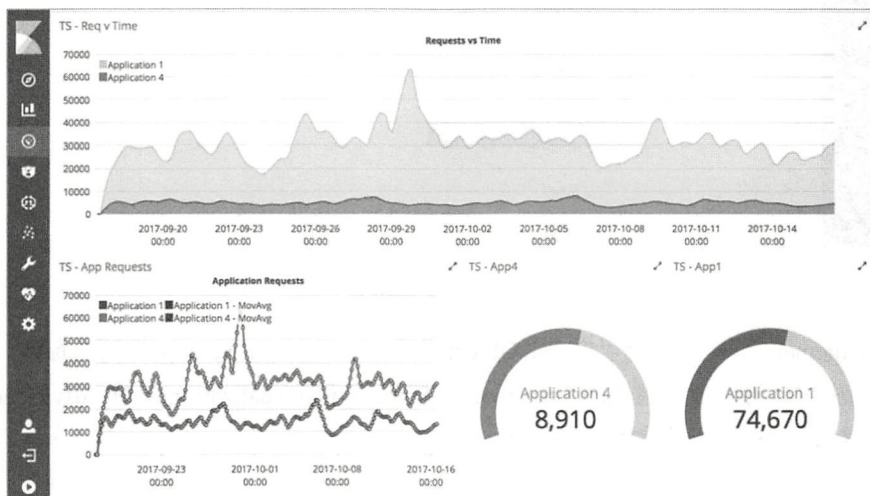 TS - Req v Time
Requests vs Time
70000
60000
50000
40000
30000
20000
10000
0
Application 1
Application 4
2017-09-20 00:00
2017-09-23 00:00
2017-09-26 00:00
2017-09-29 00:00
2017-10-02 00:00
2017-10-05 00:00
2017-10-08 00:00
2017-10-11 00:00
2017-10-14 00:00
TS - App Requests
Application Requests
70000
60000
50000
40000
30000
20000
10000
0
Application 1 Application 1 - MovAvg
Application 4 Application 4 - MovAvg
2017-09-23 00:00
2017-10-01 00:00
2017-10-08 00:00
2017-10-16 00:00
TS - App4
Application 4
8,910
TS - App1
Application 1
74,670